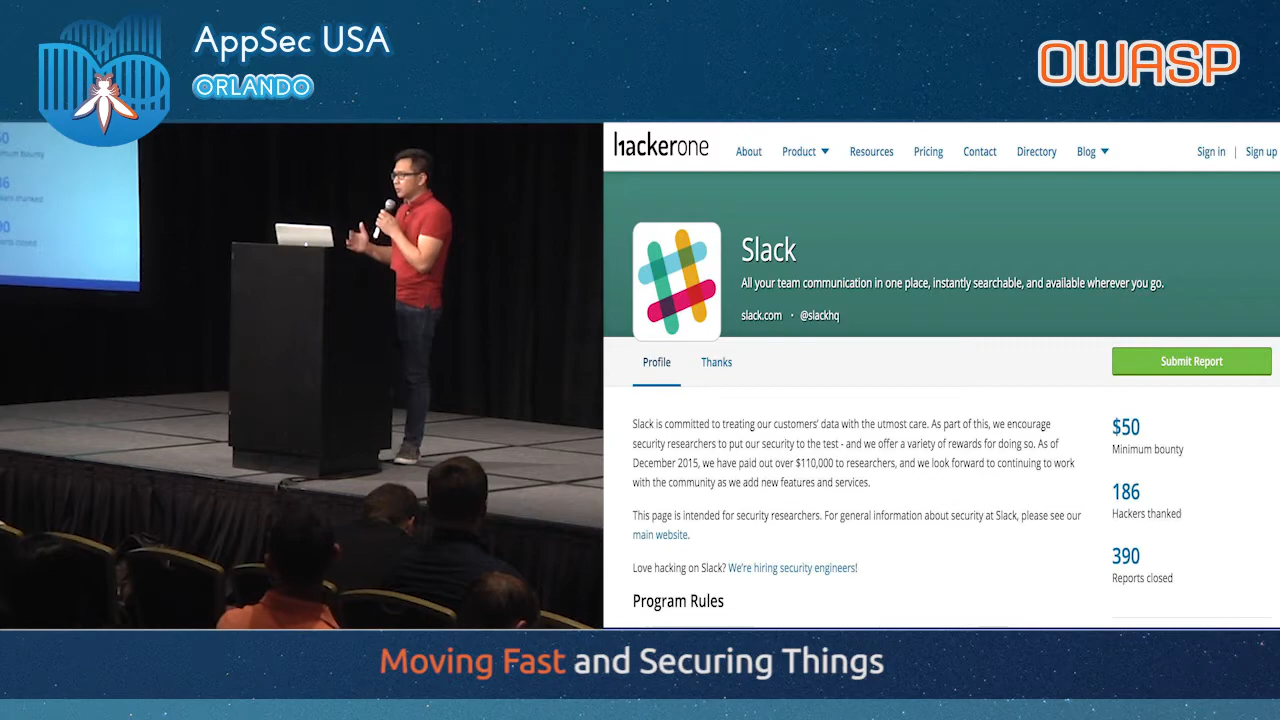 AppSec USA
ORLANDO
OWASP
hackerone
About
Product
Resources
Pricing
Contact
Directory
Blog
Sign in | Sign up
Slack
All your team communication in one place, instantly searchable, and available wherever you go.
slack.com · @slackhq
Profile
Thanks
Submit Report
Slack is committed to treating our customers' data with the utmost care. As part of this, we encourage
security researchers to put our security to the test - and we offer a variety of rewards for doing so. As of
December 2015, we have paid out over $110,000 to researchers, and we look forward to continuing to work
with the community as we add new features and services.
This page is intended for security researchers. For general information about security at Slack, please see our
main website.
Love hacking on Slack? We're hiring security engineers!
Program Rules
$50
Minimum bounty
186
Hackers thanked
390
Reports closed
Moving Fast and Securing Things